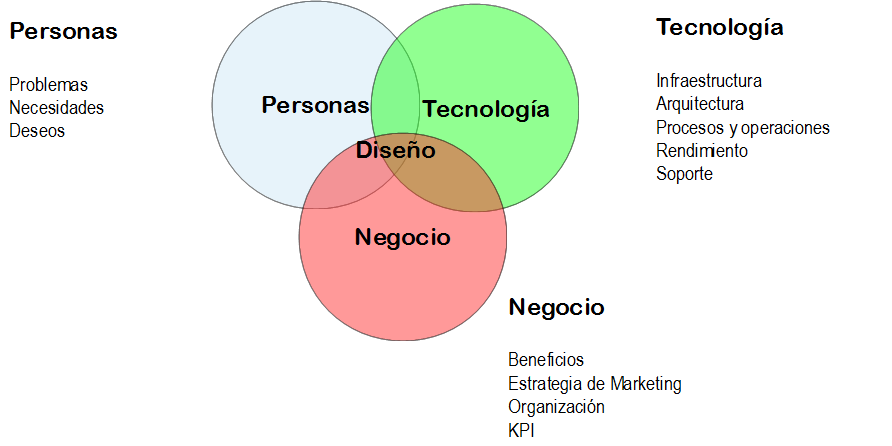 Personas
Problemas
Necesidades
Deseos
Personas
Tecnología
Diseño
Negocio
Tecnología
Infraestructura
Arquitectura
Procesos y operaciones
Rendimiento
Soporte
Negocio
Beneficios
Estrategia de Marketing
Organización
KPI